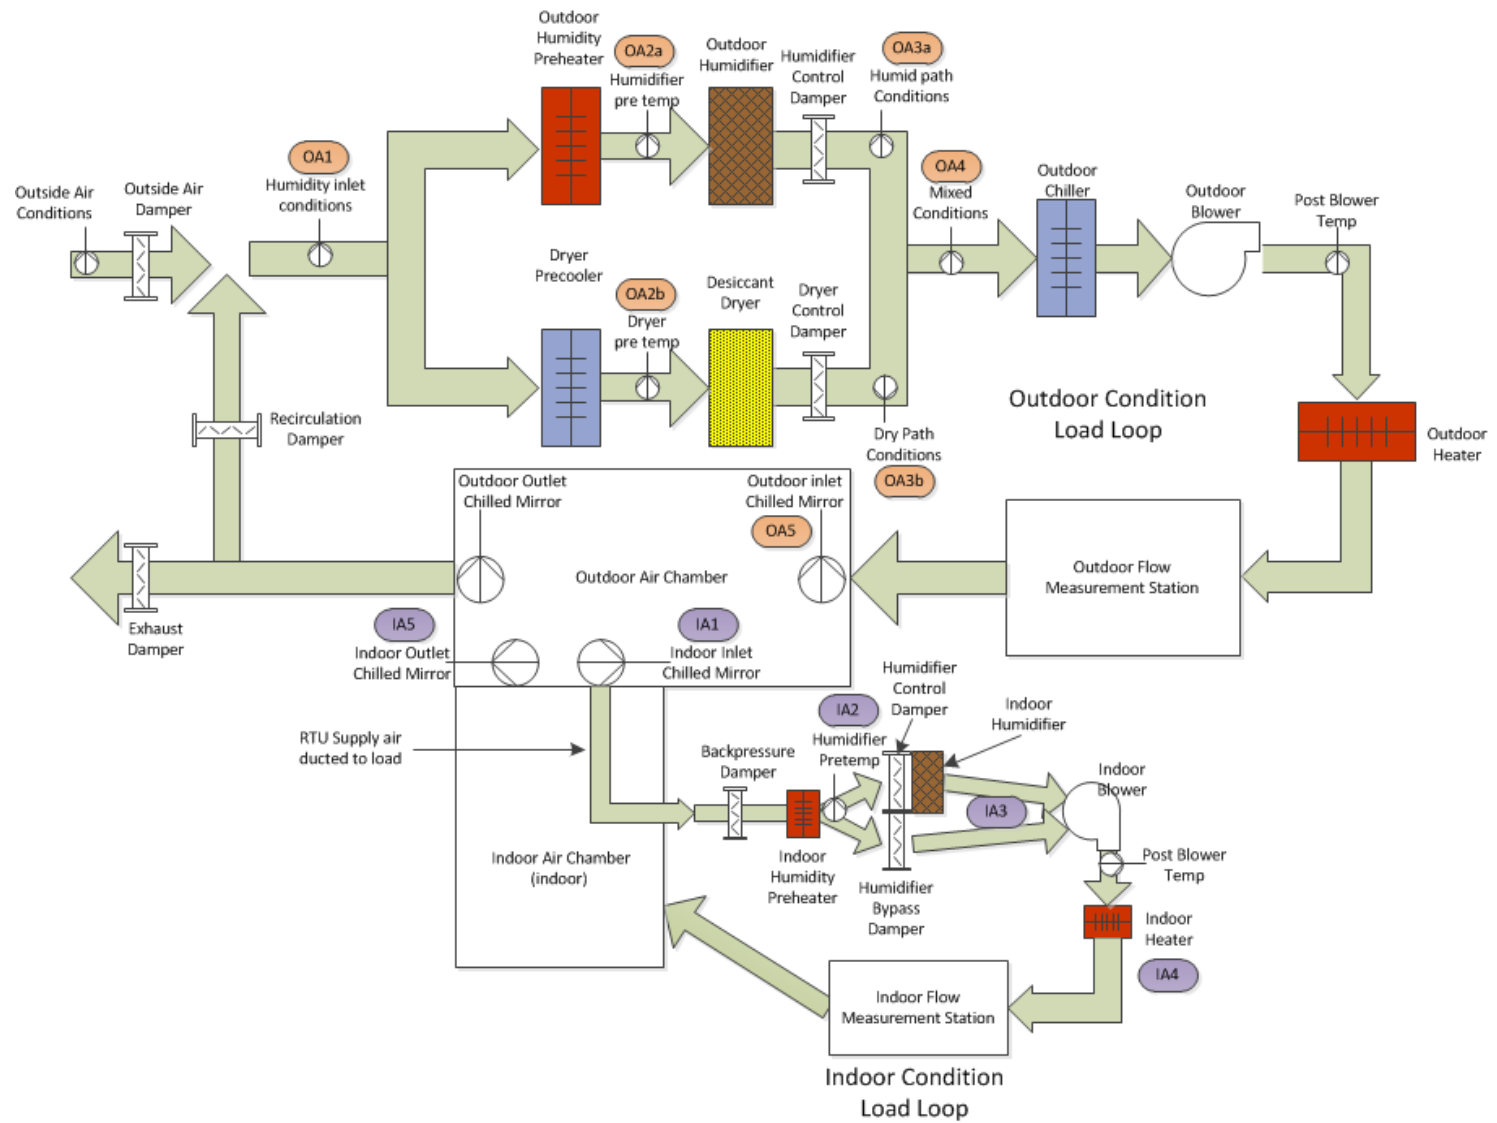 Outdoor
Humidity
Preheater
OA2a
Humidifier
pre temp
Outdoor
Humidifier
Humidifier
Control
Damper
OA3a
Humid path
Conditions
OA1
Humidity inlet
conditions
Outside Air
Conditions
Outside Air
Damper
OA4
Mixed
Conditions
Outdoor
Chiller
Outdoor
Blower
Post Blower
Temp
Dryer
Precooler
OA2b
Dryer
pre temp
Desiccant
Dryer
Dryer
Control
Damper
Recirculation
Damper
Dry Path
Conditions
OA3b
Outdoor Condition
Load Loop
Outdoor
Heater
Outdoor Outlet
Chilled Mirror
Outdoor inlet
Chilled Mirror
OA5
Outdoor Air Chamber
Outdoor Flow
Measurement Station
Exhaust
Damper
IA5
Indoor Outlet
Chilled Mirror
IA1
Indoor Inlet
Chilled Mirror
RTU Supply air
ducted to load
Backpressure
Damper
IA2
Humidifier
Pretemp
Humidifier
Control
Damper
Indoor
Humidifier
IA3
Indoor
Blower
Indoor Air Chamber
(indoor)
Indoor
Humidity
Preheater
Humidifier
Bypass
Damper
Post Blower
Temp
Indoor
Heater
IA4
Indoor Flow
Measurement Station
Indoor Condition
Load Loop